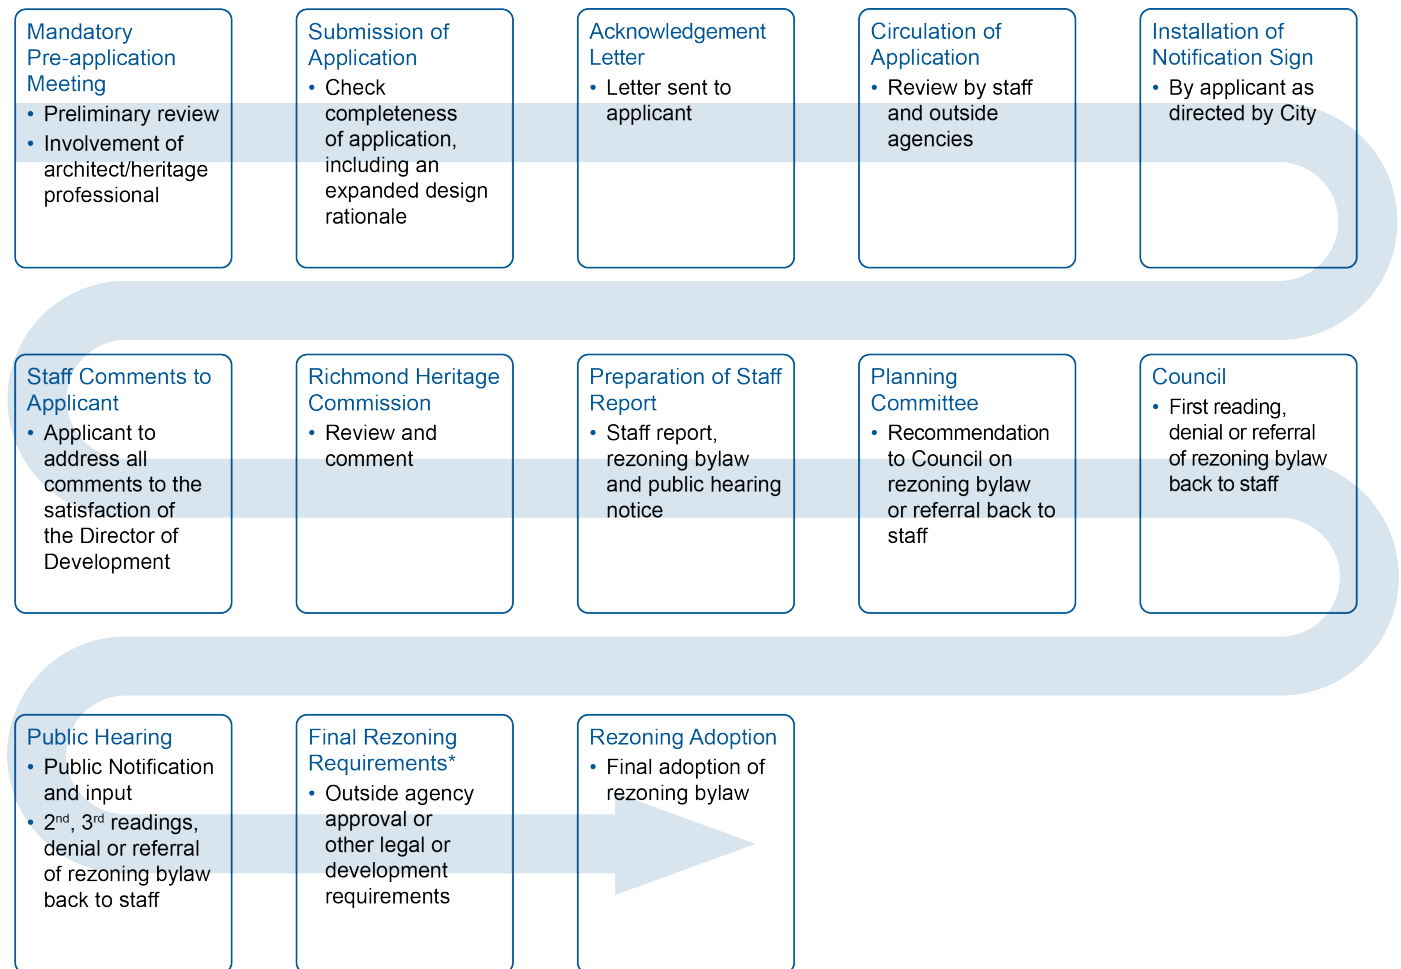 Mandatory
Pre-application
Meeting
• Preliminary review
• Involvement of
architect/heritage
professional
Submission of
Application
• Check
completeness
of application,
including an
expanded design
rationale
Acknowledgement
Letter
• Letter sent to
applicant
Circulation of
Application
• Review by staff
and outside
agencies
Installation of
Notification Sign
• By applicant as
directed by City
Staff Comments to
Applicant
• Applicant to
address all
comments to the
satisfaction of
the Director of
Development
Richmond Heritage
Commission
• Review and
comment
Preparation of Staff
Report
• Staff report,
rezoning bylaw
and public hearing
notice
Planning
Committee
• Recommendation
to Council on
rezoning bylaw
or referral back to
staff
Council
• First reading,
denial or referral
of rezoning bylaw
back to staff
Public Hearing
• Public Notification
and input
• 2nd, 3rd readings,
denial or referral
of rezoning bylaw
back to staff
Final Rezoning
Requirements*
• Outside agency
approval or
other legal or
development
requirements
Rezoning Adoption
• Final adoption of
rezoning bylaw